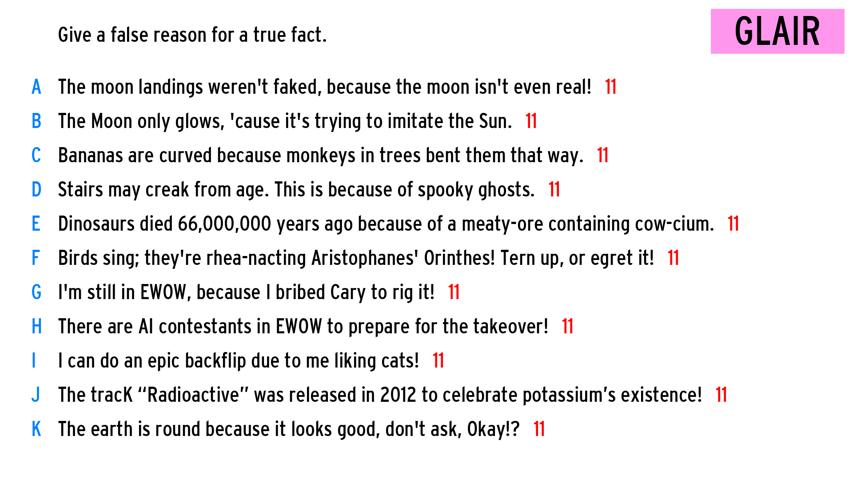 Give a false reason for a true fact.
GLAIR
A The moon landings weren't faked, because the moon isn't even real! 11
B The Moon only glows, 'cause it's trying to imitate the Sun. 11
C Bananas are curved because monkeys in trees bent them that way. 11
D Stairs may creak from age. This is because of spooky ghosts. 11
E Dinosaurs died 66,000,000 years ago because of a meaty-ore containing cow-cium. 11
F Birds sing; they're rhea-nacting Aristophanes' Orinthes! Tern up, or egret it! 11
G I'm still in EWOW, because I bribed Cary to rig it! 11
H There are AI contestants in EWOW to prepare for the takeover! 11
I I can do an epic backflip due to me liking cats! 11
J The tracK “Radioactive” was released in 2012 to celebrate potassium’s existence! 11
K The earth is round because it looks good, don't ask, Okay!? 11